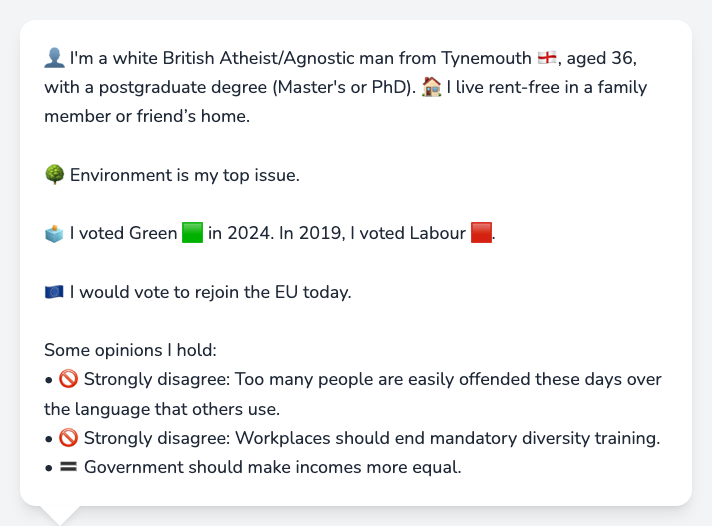 👤 I'm a white British Atheist/Agnostic man from Tynemouth 🏴󠁧󠁢󠁥󠁮󠁧󠁿, aged 36,
with a postgraduate degree (Master's or PhD). 🏠 I live rent-free in a family
member or friend’s home.
🌳 Environment is my top issue.
🗳️ I voted Green 🟩 in 2024. In 2019, I voted Labour 🟥.
🇪🇺 I would vote to rejoin the EU today.
Some opinions I hold:
• 🚫 Strongly disagree: Too many people are easily offended these days over
the language that others use.
• 🚫 Strongly disagree: Workplaces should end mandatory diversity training.
• 🟰 Government should make incomes more equal.